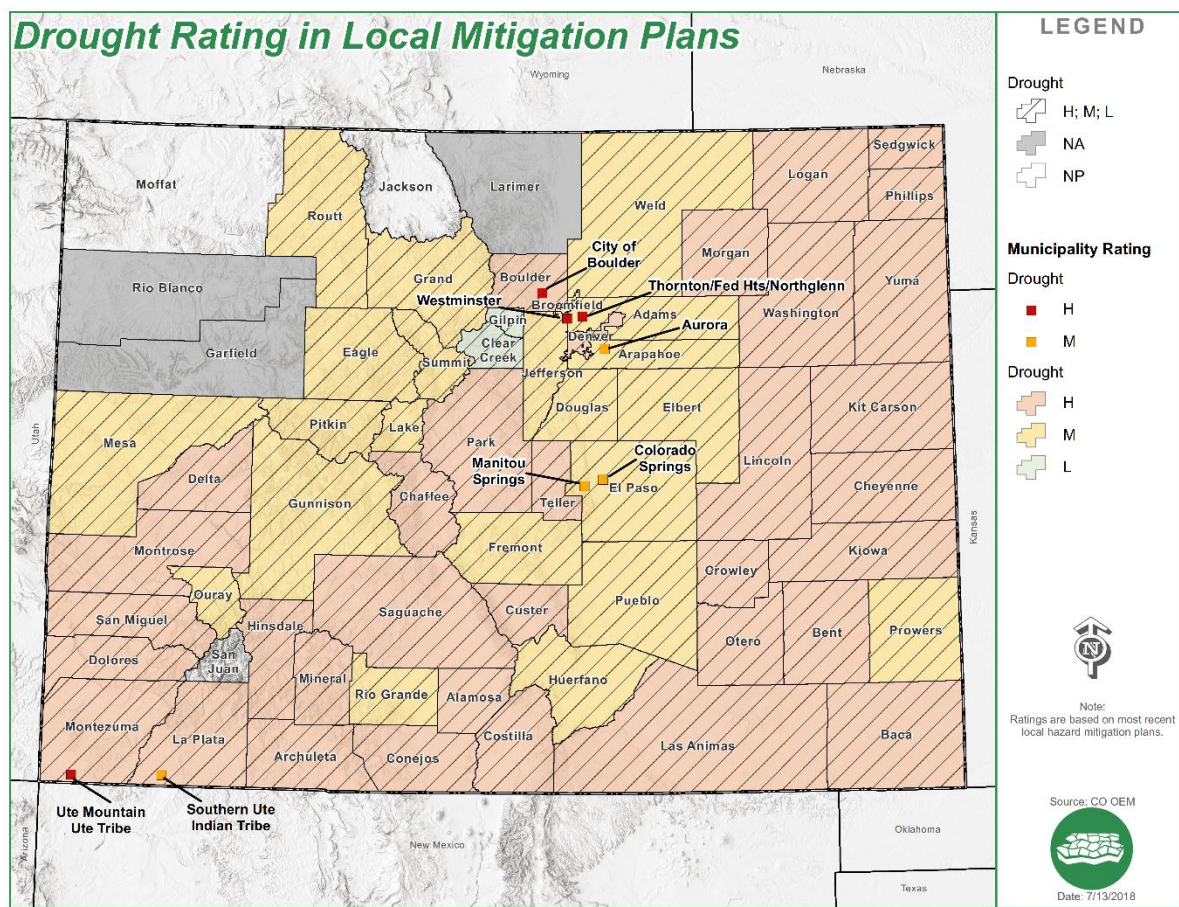 Drought Rating in Local Mitigation Plans
Wyoming
Nebraska
Moffat
Routt
Jackson
Larimer
Weld
Logan
Sedgwick
Phillips
Morgan
Rio Blanco
Grand
Boulder
City of
Boulder
Westminster
Thornton/Fed Hts/Northglenn
Broomfield
Gilpin
Adams
Washington
Yuma
Garfield
Eagle
Clear
Creek
Denver
Aurora
Arapahoe
Summit
Jefferson
Utah
Mesa
Pitkin
Lake
Park
Douglas
Elbert
Kit Carson
Delta
Gunnison
Chaffee
Manitou
Springs
Colorado
Springs
El Paso
Teller
Lincoln
Cheyenne
Kansas
Montrose
Fremont
Kiowa
Crowley
Ouray
Saguache
Custer
Pueblo
San Miguel
Hinsdale
Otero
Bent
Prowers
Dolores
San
Juan
Mineral
Rio Grande
Alamosa
Huerfano
Montezuma
La Plata
Archuleta
Conejos
Costilla
Las Animas
Baca
Ute Mountain
Ute Tribe
Southern Ute
Indian Tribe
Arizona
New Mexico
Oklahoma
Texas
LEGEND
Drought
H; M; L
NA
NP
Municipality Rating
Drought
H
M
Drought
H
M
L
N
Note:
Ratings are based on most recent
local hazard mitigation plans.
Source: CO OEM
Date: 7/13/2018